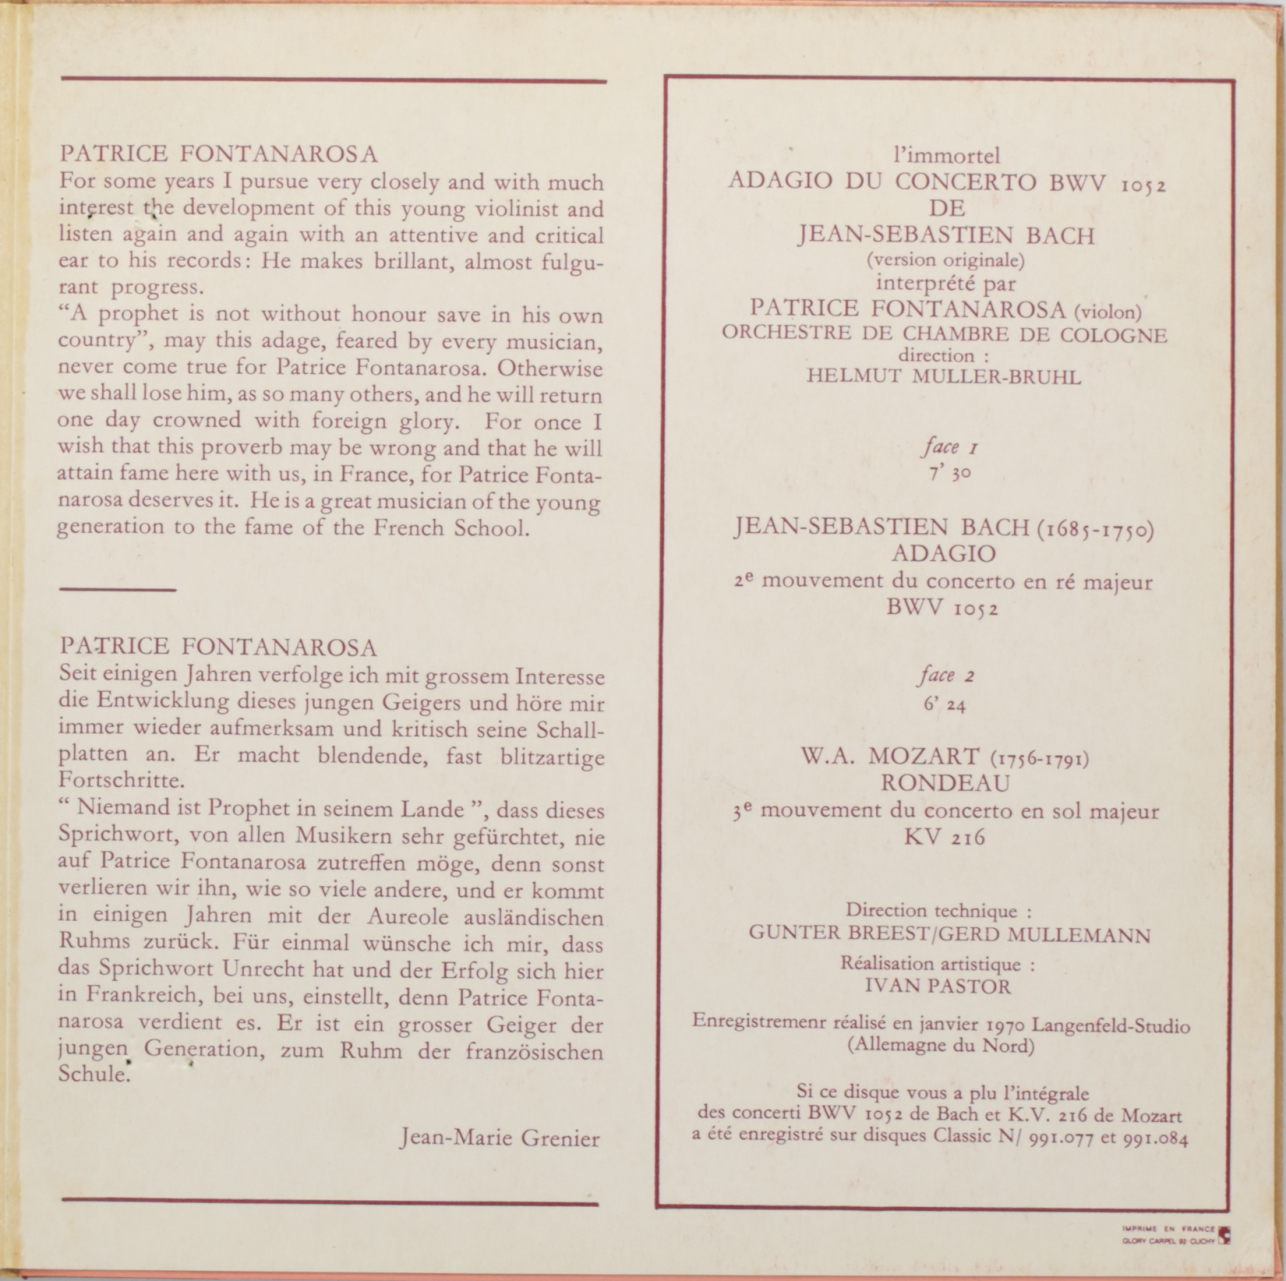 PATRICE FONTANAROSA
For some years I pursue very closely and with much
interest the development of this young violinist and
listen again and again with an attentive and critical
ear to his records: He makes brillant, almost fulgu-
rant progress.
“A prophet is not without honour save in his own
country”, may this adage, feared by every musician,
never come true for Patrice Fontanarosa. Otherwise
we shall lose him, as so many others, and he will return
one day crowned with foreign glory. For once I
wish that this proverb may be wrong and that he will
attain fame here with us, in France, for Patrice Fonta-
narosa deserves it. He is a great musician of the young
generation to the fame of the French School.
PATRICE FONTANAROSA
Seit einigen Jahren verfolge ich mit grossem Interesse
die Entwicklung dieses jungen Geigers und höre mir
immer wieder aufmerksam und kritisch seine Schall-
platten an. Er macht blendende, fast blitzartige
Fortschritte.
“ Niemand ist Prophet in seinem Lande ”, dass dieses
Sprichwort, von allen Musikern sehr gefürchtet, nie
auf Patrice Fontanarosa zutreffen möge, denn sonst
verlieren wir ihn, wie so viele andere, und er kommt
in einigen Jahren mit der Aureole ausländischen
Ruhms zurück. Für einmal wünsche ich mir, dass
das Sprichwort Unrecht hat und der Erfolg sich hier
in Frankreich, bei uns, einstellt, denn Patrice Fonta-
narosa verdient es. Er ist ein grosser Geiger der
jungen Generation, zum Ruhm der französischen
Schule.
Jean-Marie Grenier
l’immortel
ADAGIO DU CONCERTO BWV 1052
DE
JEAN-SEBASTIEN BACH
(version originale)
interprété par
PATRICE FONTANAROSA (violon)
ORCHESTRE DE CHAMBRE DE COLOGNE
direction :
HELMUT MULLER-BRUHL
face 1
7’ 30
JEAN-SEBASTIEN BACH (1685-1750)
ADAGIO
2e mouvement du concerto en ré majeur
BWV 1052
face 2
6’ 24
W.A. MOZART (1756-1791)
RONDEAU
3e mouvement du concerto en sol majeur
KV 216
Direction technique :
GUNTER BREEST/GERD MULLEMANN
Réalisation artistique :
IVAN PASTOR
Enregistremenr réalisé en janvier 1970 Langenfeld-Studio
(Allemagne du Nord)
Si ce disque vous a plu l’intégrale
des concerti BWV 1052 de Bach et K.V. 216 de Mozart
a été enregistré sur disques Classic N/ 991.077 et 991.084
IMPRIME EN FRANCE
GLORY CARPEL 92 CLICHY